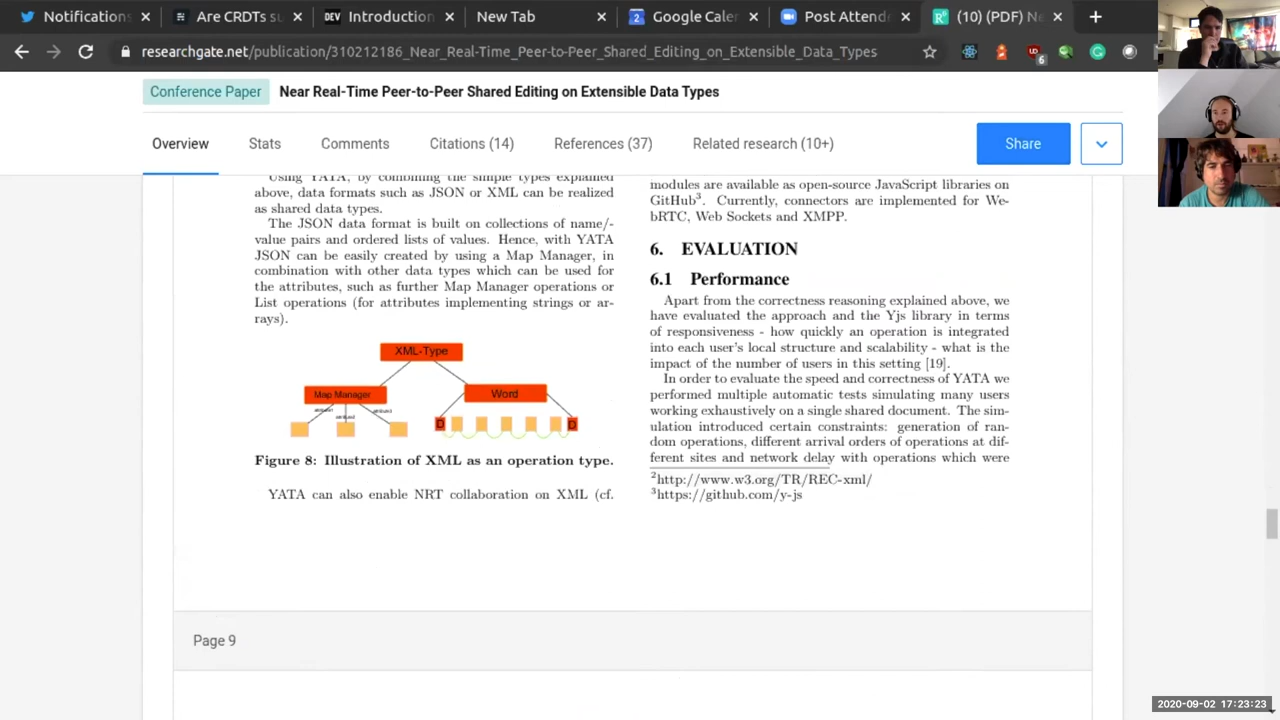 Notifications
Are CRDTs su
DEV Introduction
New Tab
2 Google Caler
Post Attende
(10) (PDF) Ne
researchgate.net/publication/310212186_Near_Real-Time_Peer-to-Peer_Shared_Editing_on_Extensible_Data_Types
6
Conference Paper Near Real-Time Peer-to-Peer Shared Editing on Extensible Data Types
Overview Stats Comments Citations (14) References (37) Related research (10+) Share
Using YATA, by combining the simple types explained
above, data formats such as JSON or XML can be realized
as shared data types.
The JSON data format is built on collections of name/-
value pairs and ordered lists of values. Hence, with YATA
JSON can be easily created by using a Map Manager, in
combination with other data types which can be used for
the attributes, such as further Map Manager operations or
List operations (for attributes implementing strings or ar-
rays).
XML-Type
Map Manager
Word
attribute1
attribute2
attribute3
D
D
Figure 8: Illustration of XML as an operation type.
YATA can also enable NRT collaboration on XML (cf.
modules are available as open-source JavaScript libraries on
GitHub3. Currently, connectors are implemented for We-
bRTC, Web Sockets and XMPP.
6. EVALUATION
6.1 Performance
Apart from the correctness reasoning explained above, we
have evaluated the approach and the Yjs library in terms
of responsiveness - how quickly an operation is integrated
into each user's local structure and scalability - what is the
impact of the number of users in this setting [19].
In order to evaluate the speed and correctness of YATA we
performed multiple automatic tests simulating many users
working exhaustively on a single shared document. The sim-
ulation introduced certain constraints: generation of ran-
dom operations, different arrival orders of operations at dif-
ferent sites and network delay with operations which were
2http://www.w3.org/TR/REC-xml/
3https://github.com/y-js
Page 9
2020-09-02 17:23:23